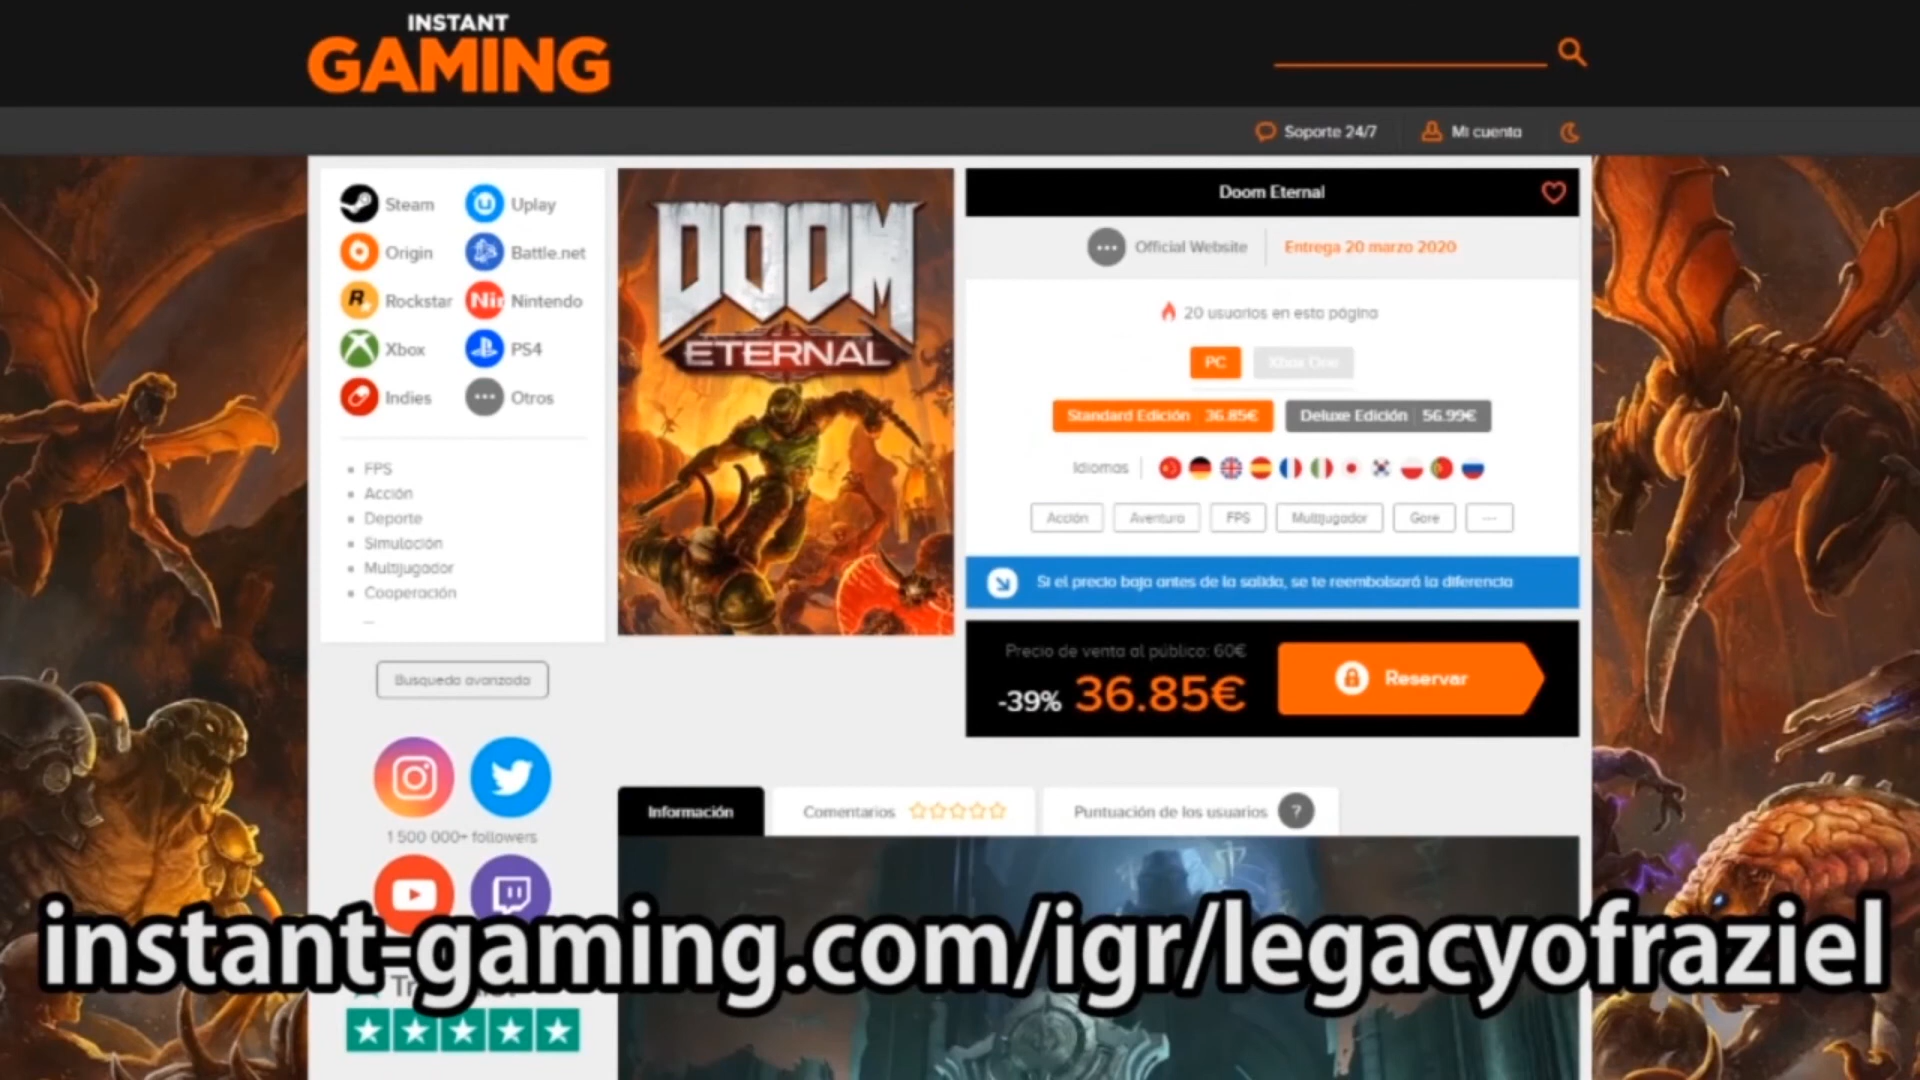 INSTANT
GAMING
Soporte 24/7
Mi cuenta
Steam
Uplay
Origin
Battle.net
Rockstar
Nintendo
Xbox
PS4
Indies
Otros
FPS
Acción
Deporte
Simulación
Multijugador
Cooperación
Busqueda avanzada
1 500 000+ followers
DOOM
ETERNAL
Doom Eternal
Official Website
Entrega 20 marzo 2020
20 usuarios en esta página
PC
Xbox One
Standard Edición 36.85€
Deluxe Edición 56.99€
Idiomas
Acción
Aventura
FPS
Multijugador
Gore
Si el precio baja antes de la salida, se te reembolsará la diferencia
Precio de venta al público: 60€
-39% 36.85€
Reservar
Información
Comentarios
Puntuación de los usuarios ?
instant-gaming.com/igr/legacyofraziel